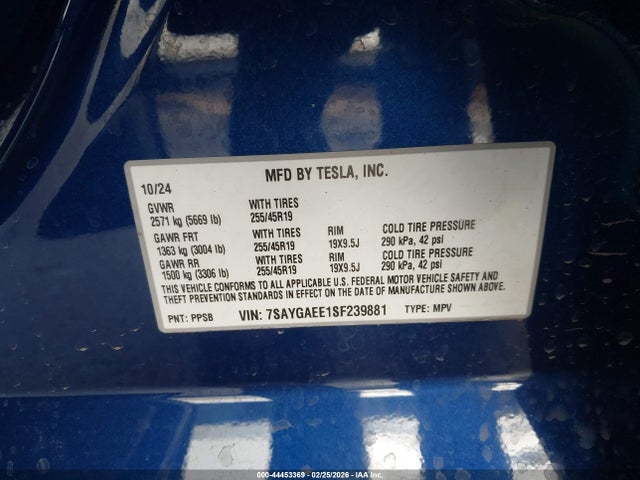 MFD BY TESLA, INC.
10/24
GVWR WITH TIRES
2571 kg (5669 lb) 255/45R19
GAWR FRT WITH TIRES RIM COLD TIRE PRESSURE
1363 kg (3004 lb) 255/45R19 19X9.5J 290 kPa, 42 psi
GAWR RR WITH TIRES RIM COLD TIRE PRESSURE
1500 kg (3306 lb) 255/45R19 19X9.5J 290 kPa, 42 psi
THIS VEHICLE CONFORMS TO ALL APPLICABLE U.S. FEDERAL MOTOR VEHICLE SAFETY AND
THEFT PREVENTION STANDARDS IN EFFECT ON THE DATE OF MANUFACTURE SHOWN ABOVE.
PNT: PPSB VIN: 7SAYGAEE1SF239881 TYPE: MPV
000-44453369 - 02/25/2026 - IAA Holdings, LLC